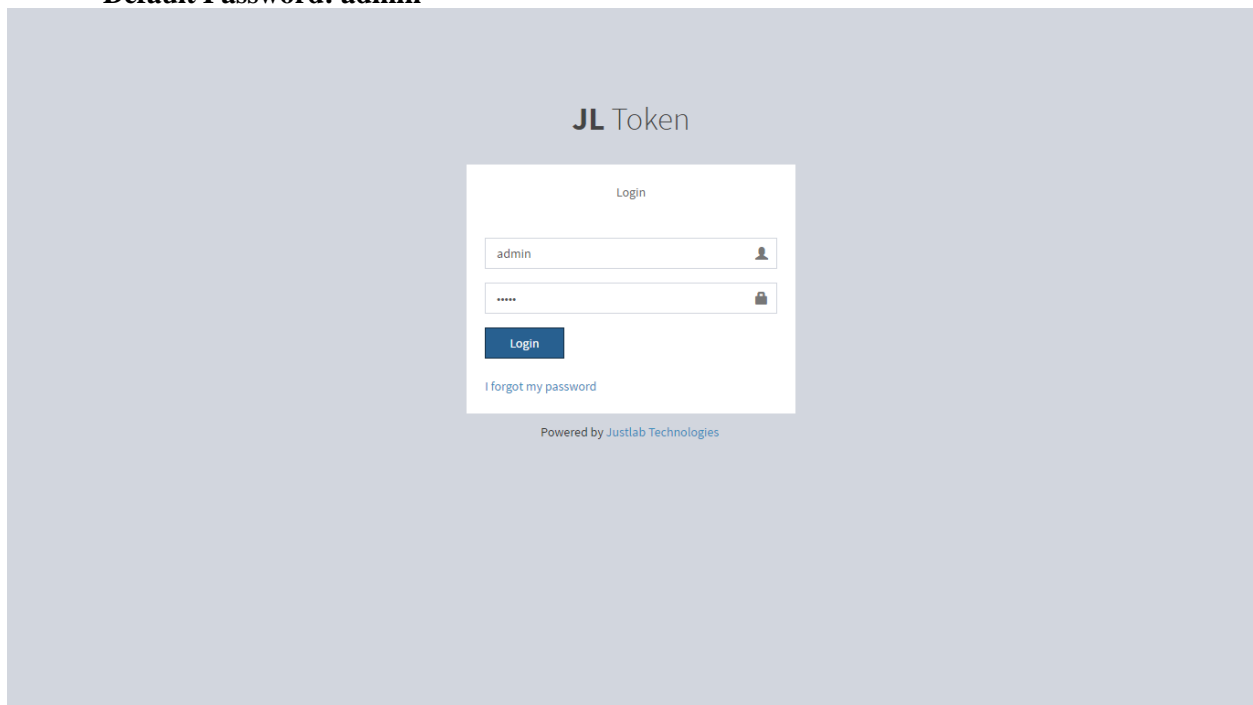 Default Password: admin
JL Token
Login
admin
•••••
Login
I forgot my password
Powered by Justlab Technologies